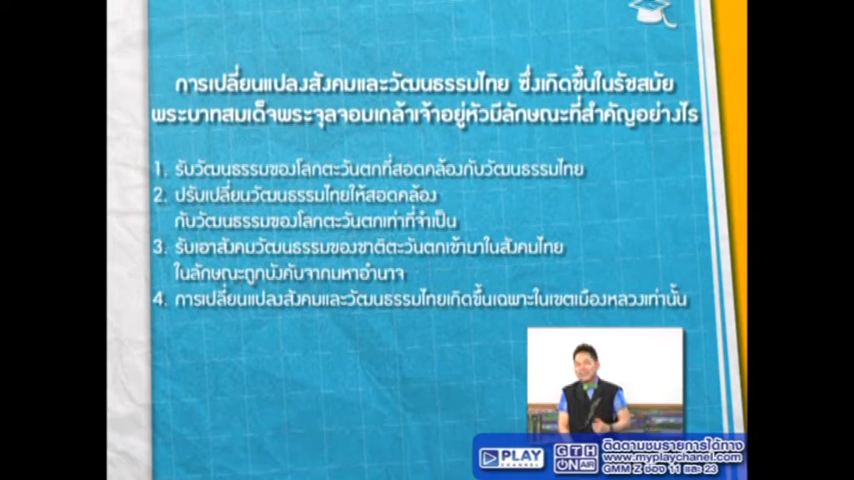 การเปลี่ยนแปลงสังคมและวัฒนธรรมไทย ซึ่งเกิดขึ้นในรัชสมัย
พระบาทสมเด็จพระจุลจอมเกล้าเจ้าอยู่หัวมีลักษณะที่สำคัญอย่างไร
1. รับวัฒนธรรมของโลกตะวันตกที่สอดคล้องกับวัฒนธรรมไทย
2. ปรับเปลี่ยนวัฒนธรรมไทยให้สอดคล้อง
กับวัฒนธรรมของโลกตะวันตกเท่าที่จำเป็น
3. รับเอาสังคมวัฒนธรรมของชาติตะวันตกเข้ามาในสังคมไทย
ในลักษณะถูกบังคับจากมหาอำนาจ
4. การเปลี่ยนแปลงสังคมและวัฒนธรรมไทยเกิดขึ้นเฉพาะในเขตเมืองหลวงเท่านั้น
PLAY
CHANNEL
GTH
ON AIR
ติดตามชมรายการได้ทาง
www.myplaychanel.com
GMM Z ช่อง 11 และ 23